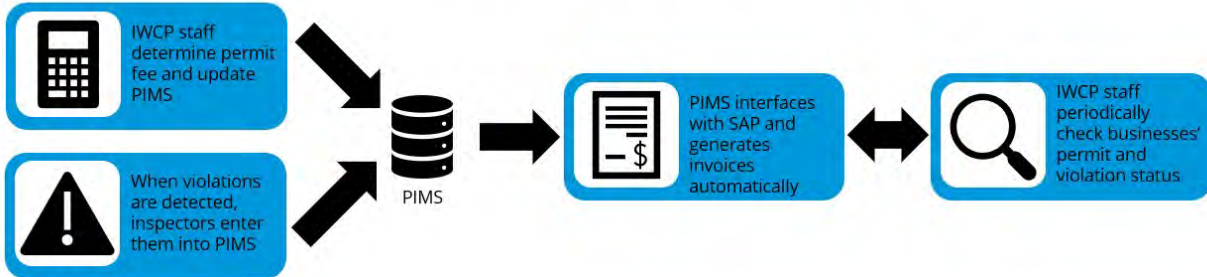 IWCP staff
determine permit
fee and update
PIMS
When violations
are detected,
inspectors enter
them into PIMS
PIMS
PIMS interfaces
with SAP and
generates
invoices
automatically
$
IWCP staff
periodically
check businesses'
permit and
violation status